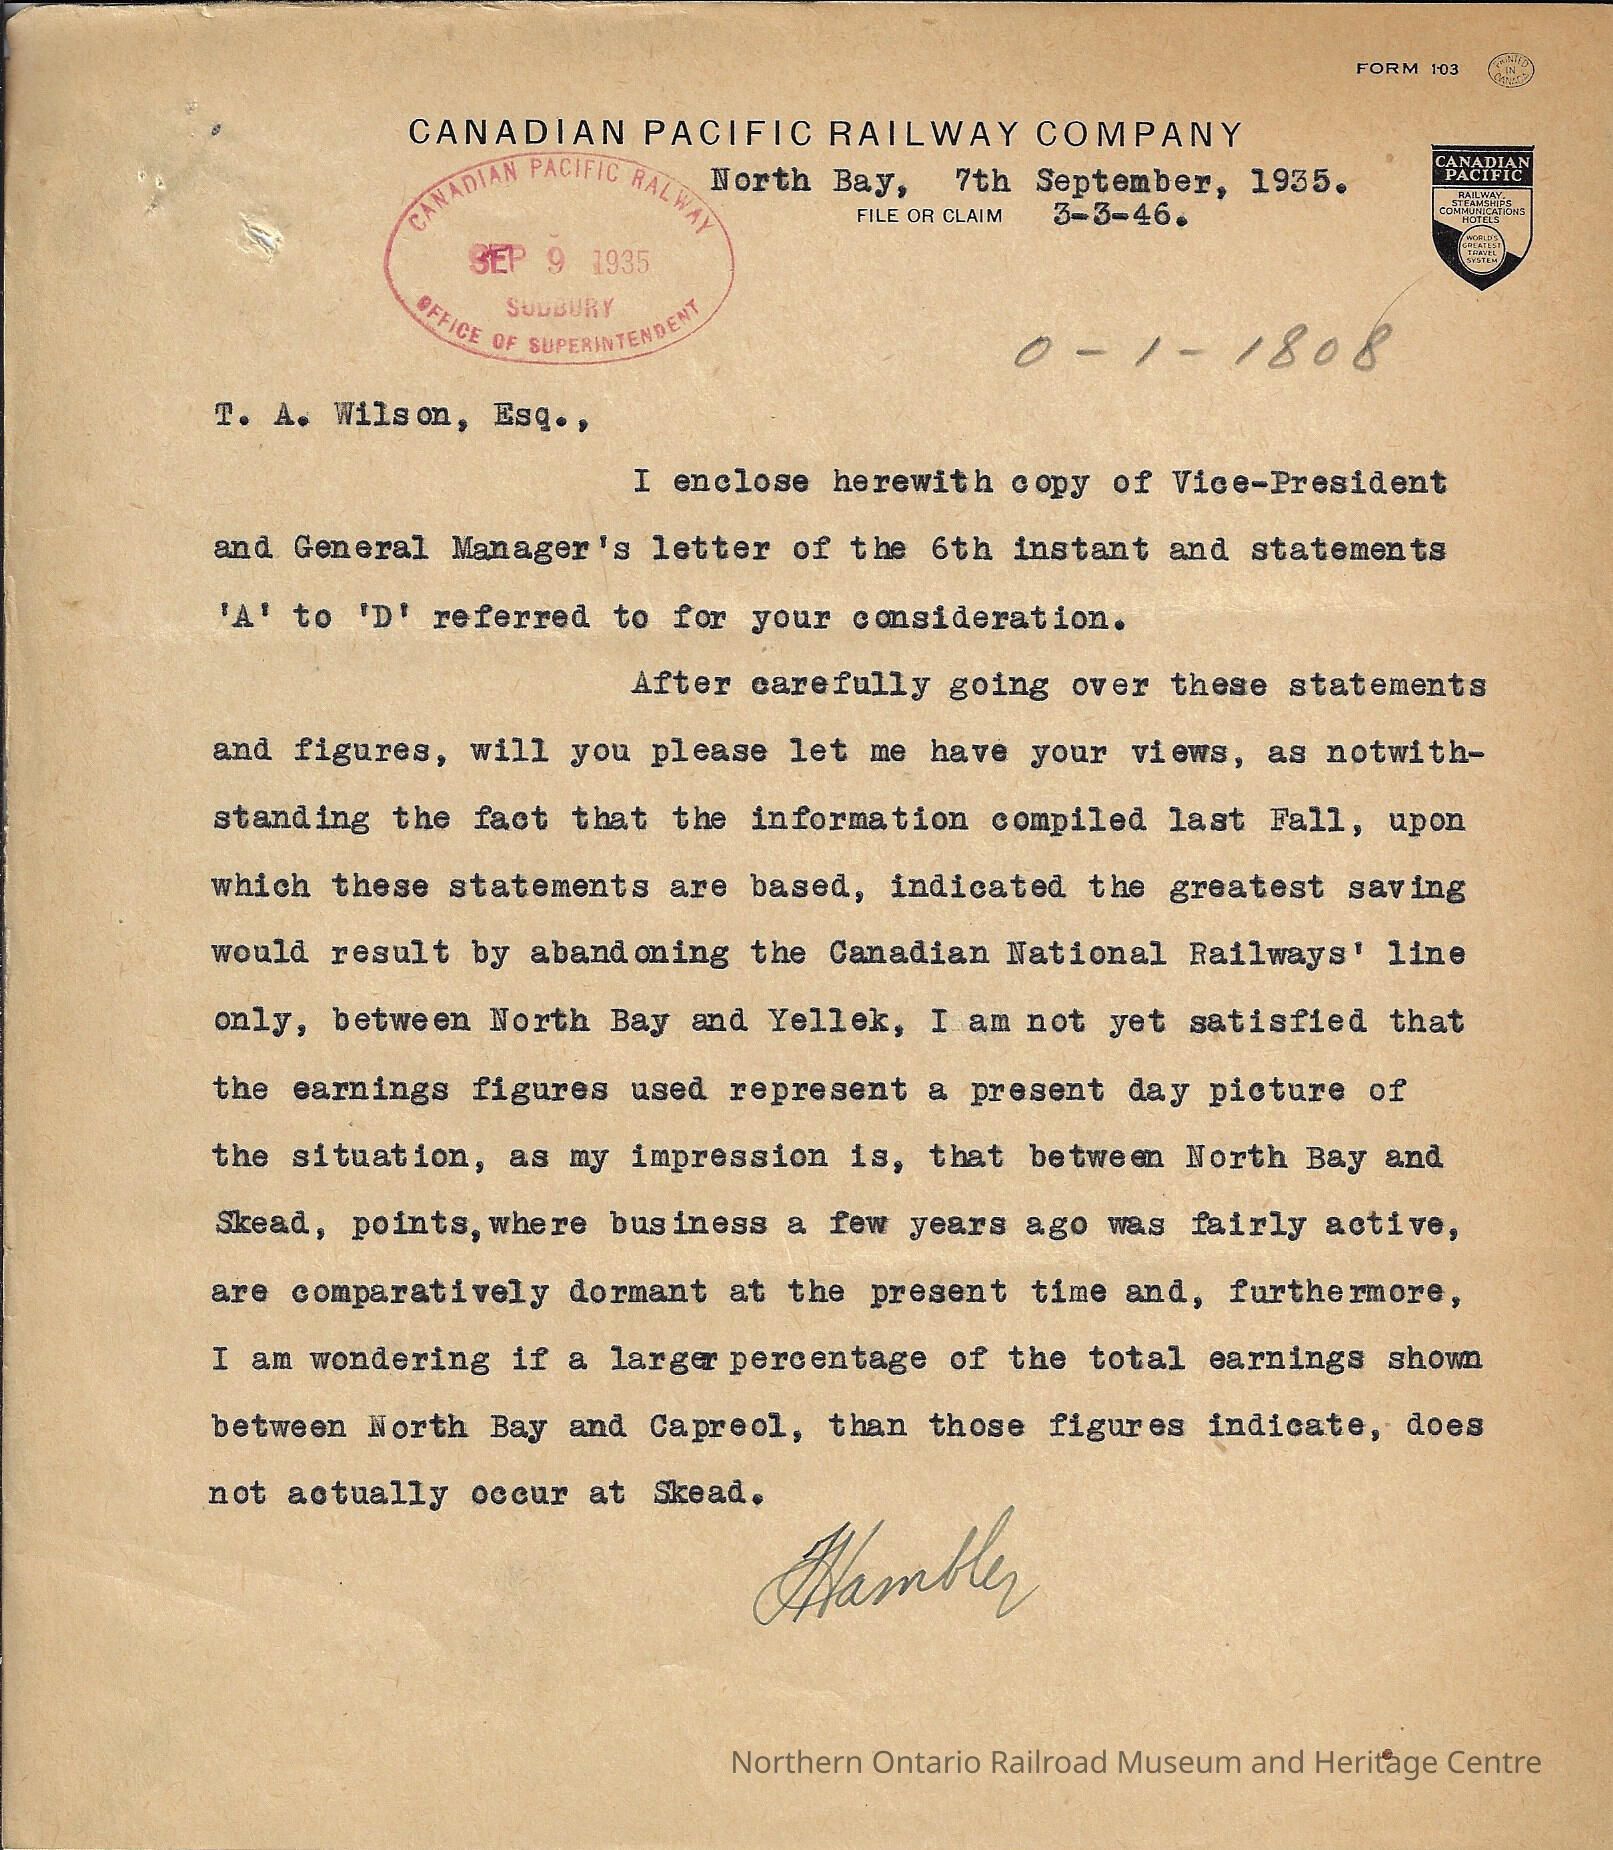 FORM 103
PRINTED IN CANADA
CANADIAN PACIFIC RAILWAY COMPANY
CANADIAN PACIFIC
RAILWAY.
STEAMSHIPS
COMMUNICATIONS
HOTELS
WORLD'S
GREATEST
TRAVEL
SYSTEM
North Bay, 7th September, 1935.
FILE OR CLAIM 3-3-46.
CANADIAN PACIFIC RALWAY
SEP 9 1935
SUDBURY
OFFICE OF SUPERINTENDENT
0-1-1808
T. A. Wilson, Esq.,
I enclose herewith copy of Vice-President
and General Manager's letter of the 6th instant and statements
'A' to 'D' referred to for your consideration.
After carefully going over these statements
and figures, will you please let me have your views, as notwith-
standing the fact that the information compiled last Fall, upon
which these statements are based, indicated the greatest saving
would result by abandoning the Canadian National Railways' line
only, between North Bay and Yellek, I am not yet satisfied that
the earnings figures used represent a present day picture of
the situation, as my impression is, that between North Bay and
Skead, points,where business a few years ago was fairly active,
are comparatively dormant at the present time and, furthermore,
I am wondering if a larger percentage of the total earnings shown
between North Bay and Capreol, than those figures indicate, does
not actually occur at Skead.
Hambley
Northern Ontario Railroad Museum and Heritage Centre